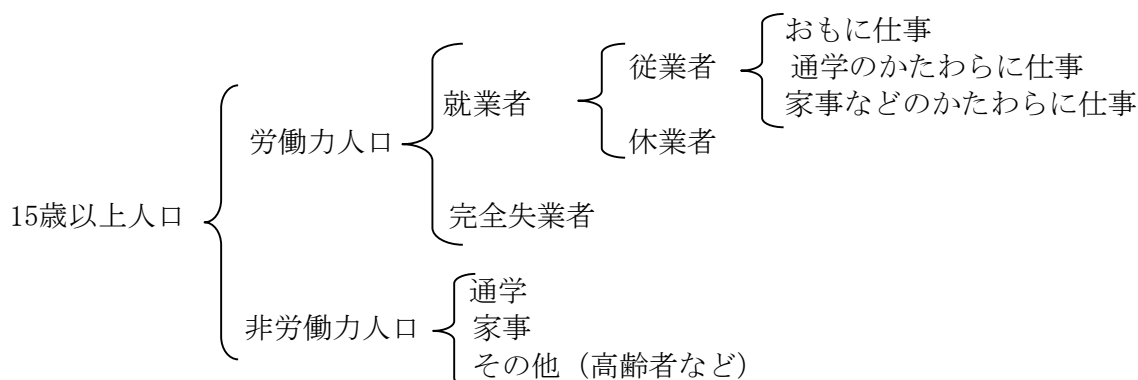 おもに仕事
従業者
通学のかたわらに仕事
就業者
家事などのかたわらに仕事
労働力人口
休業者
15歳以上人口
完全失業者
通学
非労働力人口
家事
その他（高齢者など）